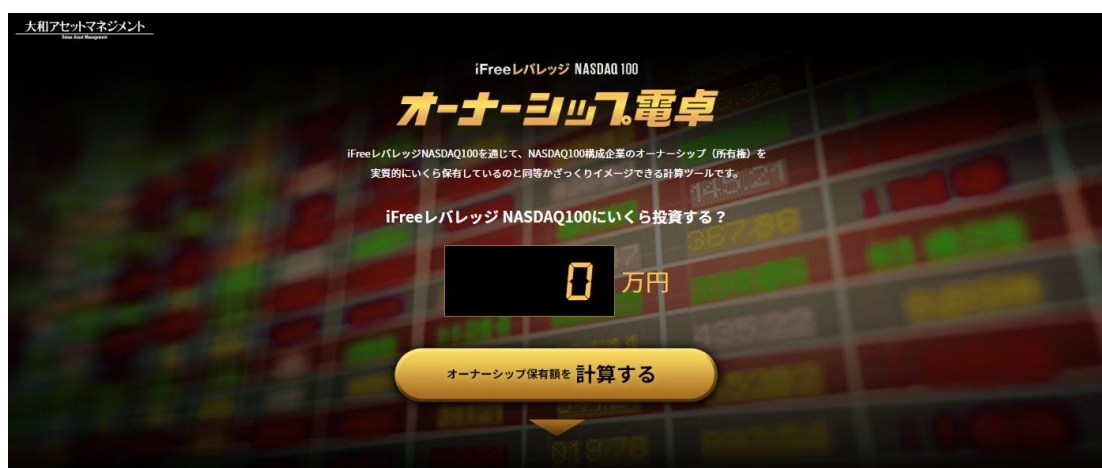 大和アセットマネジメント
Daiwa Asset Management
iFreeレバレッジ NASDAQ100
オーナーシップ電卓
iFreeレバレッジNASDAQ100を通じて、NASDAQ100構成企業のオーナーシップ（所有権）を
実質的にいくら保有しているのと同等かざっくりイメージできる計算ツールです。
iFreeレバレッジ NASDAQ100にいくら投資する？
0 万円
オーナーシップ保有額を 計算する